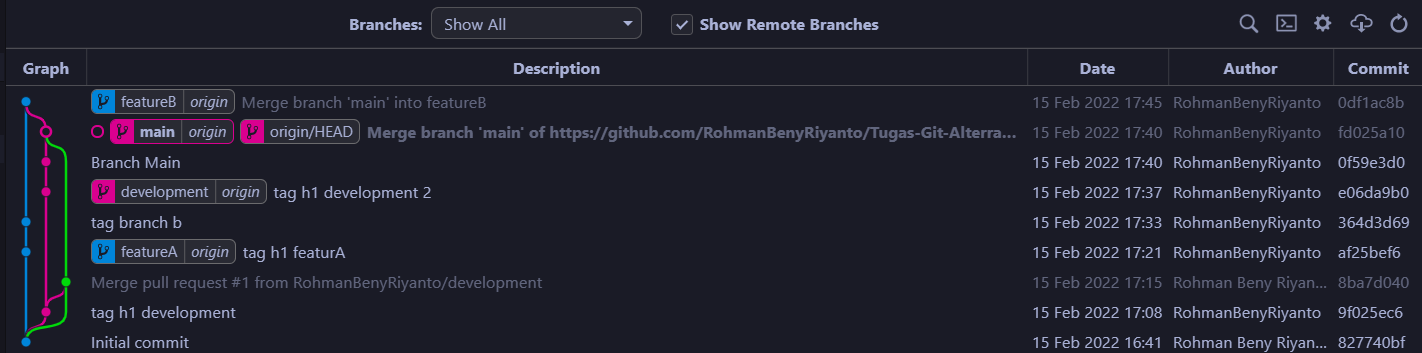 Branches: Show All Show Remote Branches
Graph Description Date Author Commit
featureB origin Merge branch 'main' into featureB 15 Feb 2022 17:45 RohmanBenyRiyanto 0df1ac8b
main origin origin/HEAD Merge branch 'main' of https://github.com/RohmanBenyRiyanto/Tugas-Git-Alterra... 15 Feb 2022 17:40 RohmanBenyRiyanto fd025a10
Branch Main 15 Feb 2022 17:40 RohmanBenyRiyanto 0f59e3d0
development origin tag h1 development 2 15 Feb 2022 17:37 RohmanBenyRiyanto e06da9b0
tag branch b 15 Feb 2022 17:33 RohmanBenyRiyanto 364d3d69
featureA origin tag h1 featurA 15 Feb 2022 17:21 RohmanBenyRiyanto af25bef6
Merge pull request #1 from RohmanBenyRiyanto/development 15 Feb 2022 17:15 Rohman Beny Riyan... 8ba7d040
tag h1 development 15 Feb 2022 17:08 RohmanBenyRiyanto 9f025ec6
Initial commit 15 Feb 2022 16:41 Rohman Beny Riyan... 827740bf